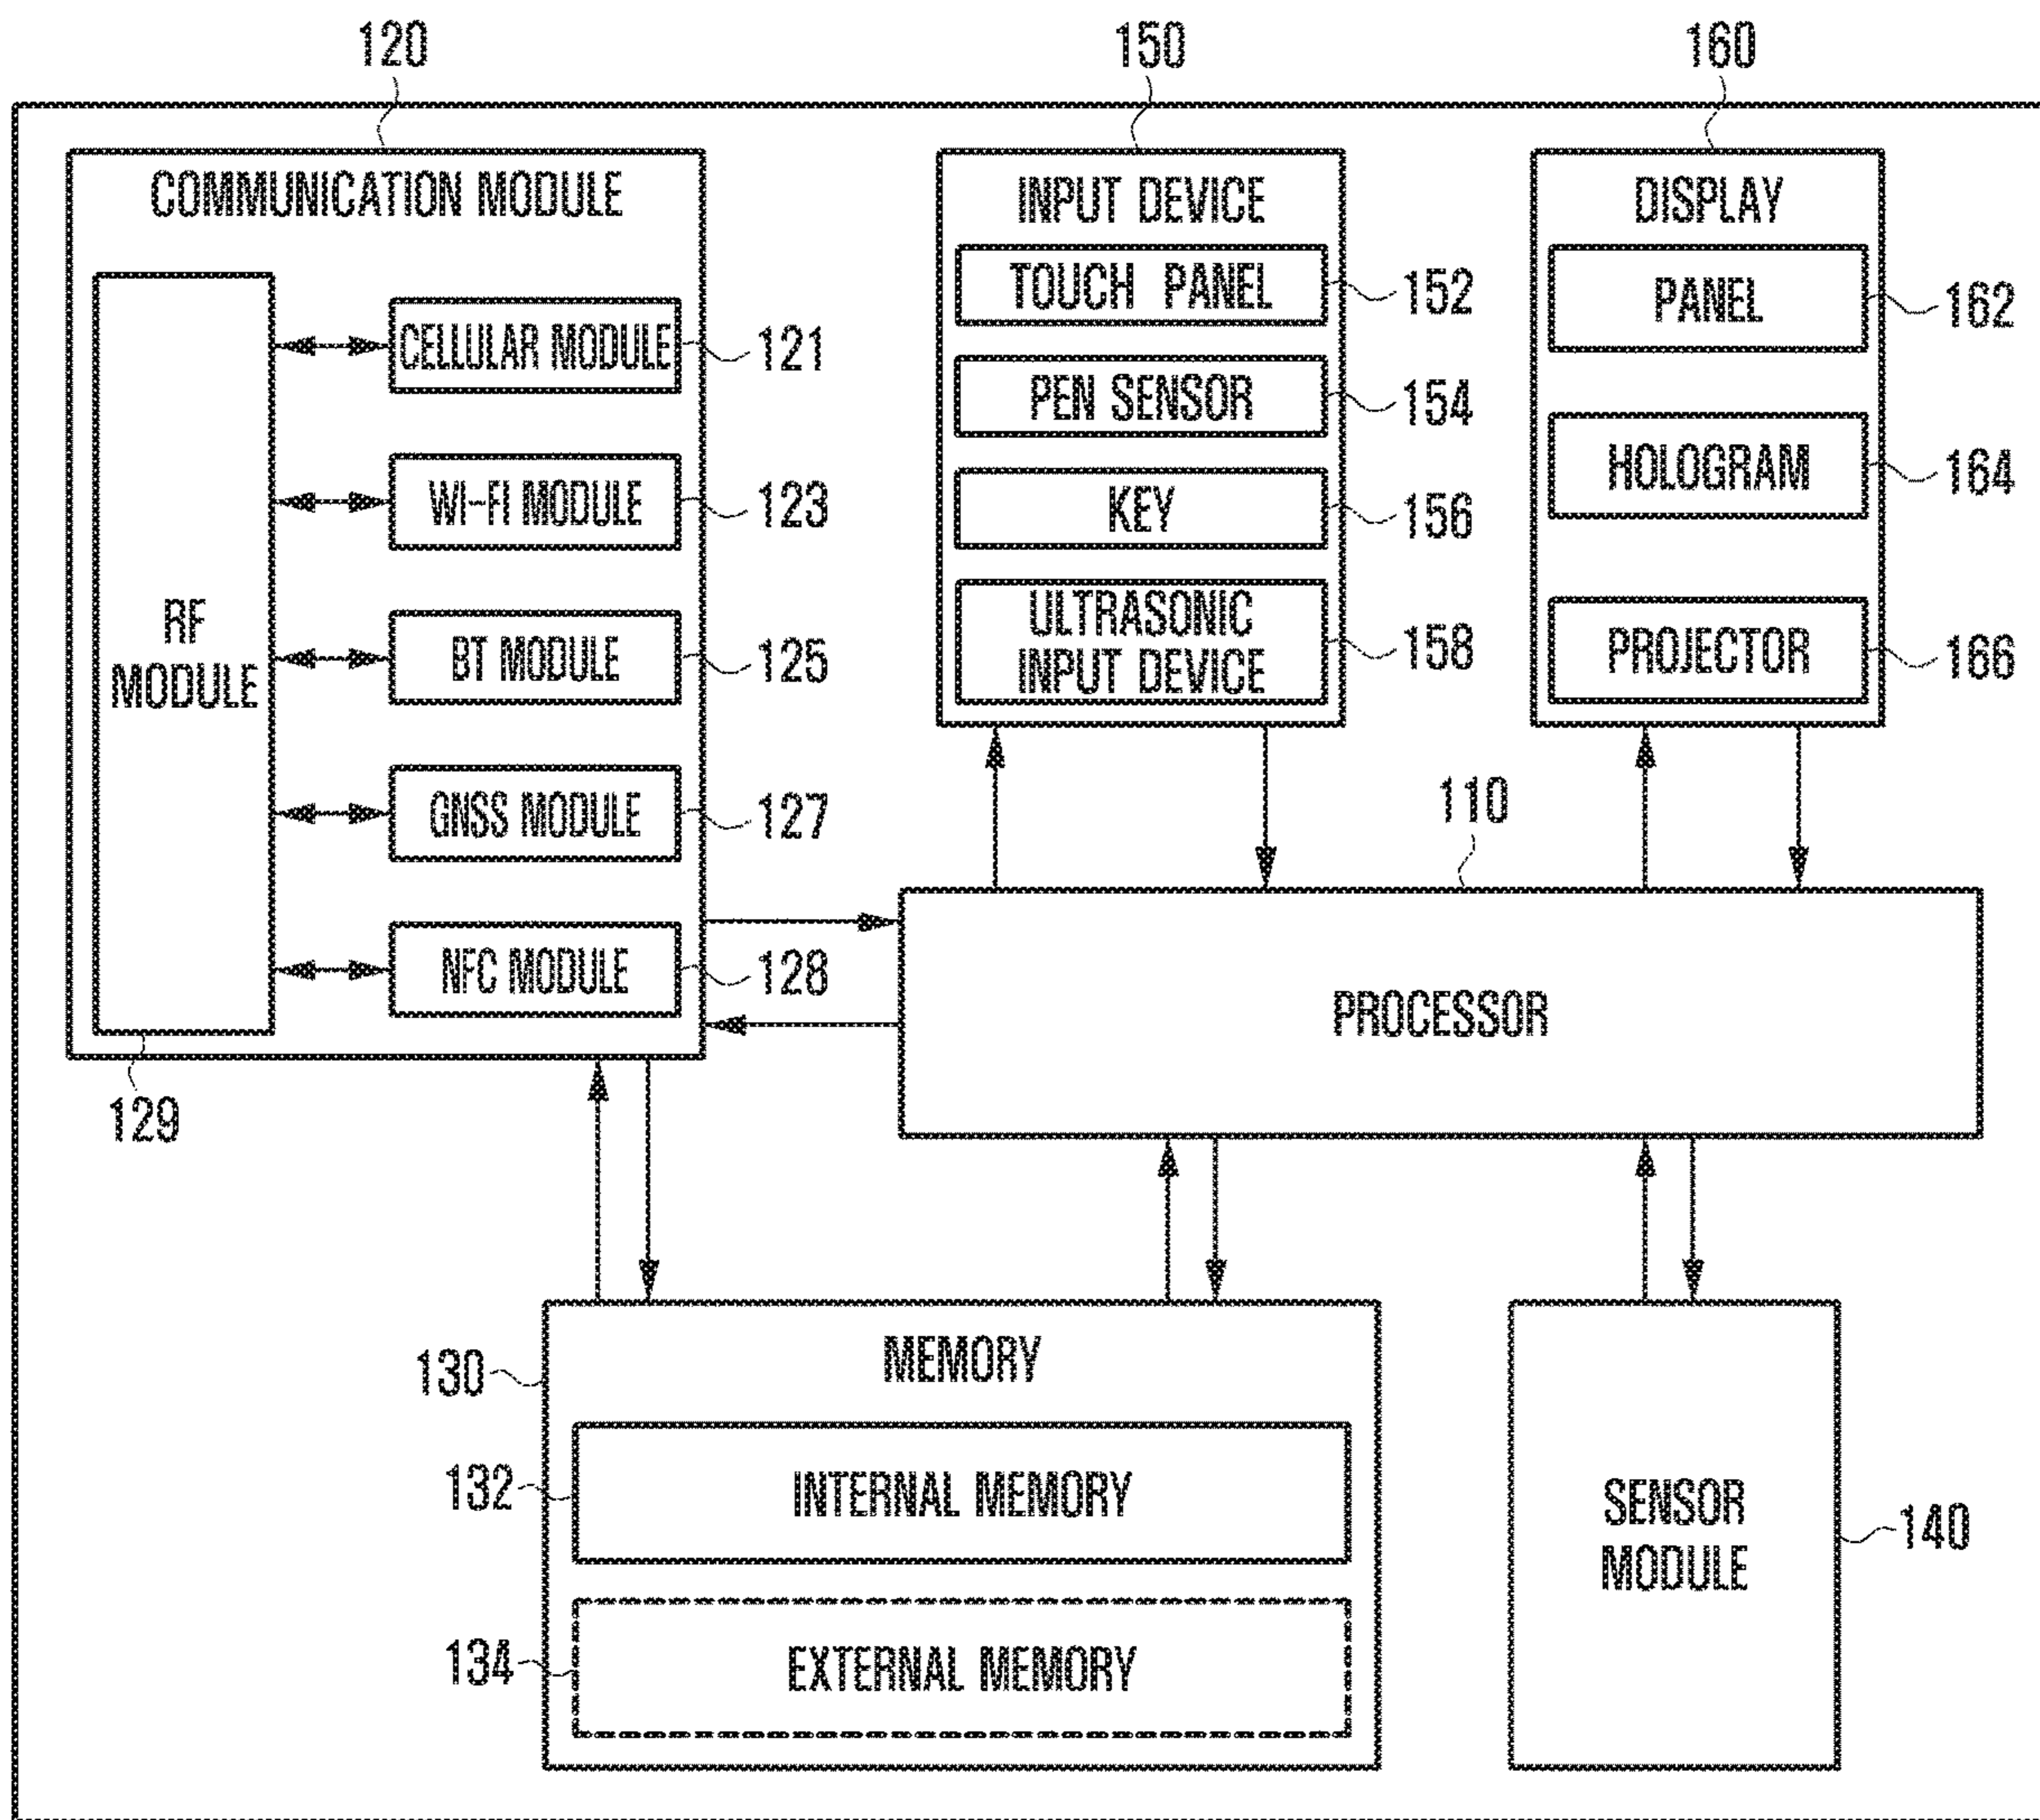 120
150
160
COMMUNICATION MODULE
RF
MODULE
129
CELLULAR MODULE
121
WI-FI MODULE
123
BT MODULE
125
GNSS MODULE
127
NFC MODULE
128
INPUT DEVICE
TOUCH PANEL
152
PEN SENSOR
154
KEY
156
ULTRASONIC
INPUT DEVICE
158
DISPLAY
PANEL
162
HOLOGRAM
164
PROJECTOR
166
110
PROCESSOR
130
MEMORY
132
INTERNAL MEMORY
134
EXTERNAL MEMORY
SENSOR
MODULE
140